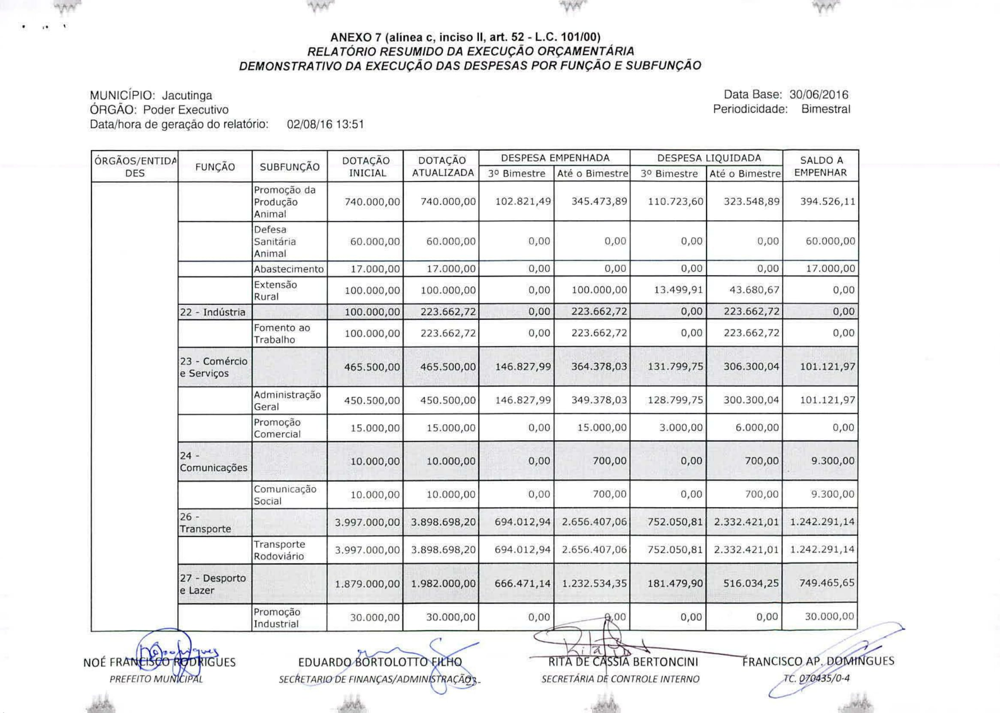 ANEXO 7 (alínea c, inciso II, art. 52 - L.C. 101/00)
RELATÓRIO RESUMIDO DA EXECUÇÃO ORÇAMENTÁRIA
DEMONSTRATIVO DA EXECUÇÃO DAS DESPESAS POR FUNÇÃO E SUBFUNÇÃO
MUNICÍPIO: Jacutinga
ÓRGÃO: Poder Executivo
Data/hora de geração do relatório: 02/08/16 13:51
Data Base: 30/06/2016
Periodicidade: Bimestral
ÓRGÃOS/ENTIDA
DES
FUNÇÃO
SUBFUNÇÃO
DOTAÇÃO
INICIAL
DOTAÇÃO
ATUALIZADA
DESPESA EMPENHADA
3º Bimestre Até o Bimestre
DESPESA LIQUIDADA
3º Bimestre Até o Bimestre
SALDO A
EMPENHAR
Promoção da
Produção
Animal
740.000,00 740.000,00 102.821,49 345.473,89 110.723,60 323.548,89 394.526,11
Defesa
Sanitária
Animal
60.000,00 60.000,00 0,00 0,00 0,00 0,00 60.000,00
Abastecimento 17.000,00 17.000,00 0,00 0,00 0,00 0,00 17.000,00
Extensão
Rural
100.000,00 100.000,00 0,00 100.000,00 13.499,91 43.680,67 0,00
22 - Indústria 100.000,00 223.662,72 0,00 223.662,72 0,00 223.662,72 0,00
Fomento ao
Trabalho
100.000,00 223.662,72 0,00 223.662,72 0,00 223.662,72 0,00
23 - Comércio
e Serviços
465.500,00 465.500,00 146.827,99 364.378,03 131.799,75 306.300,04 101.121,97
Administração
Geral
450.500,00 450.500,00 146.827,99 349.378,03 128.799,75 300.300,04 101.121,97
Promoção
Comercial
15.000,00 15.000,00 0,00 15.000,00 3.000,00 6.000,00 0,00
24 -
Comunicações
10.000,00 10.000,00 0,00 700,00 0,00 700,00 9.300,00
Comunicação
Social
10.000,00 10.000,00 0,00 700,00 0,00 700,00 9.300,00
26 -
Transporte
3.997.000,00 3.898.698,20 694.012,94 2.656.407,06 752.050,81 2.332.421,01 1.242.291,14
Transporte
Rodoviário
3.997.000,00 3.898.698,20 694.012,94 2.656.407,06 752.050,81 2.332.421,01 1.242.291,14
27 - Desporto
e Lazer
1.879.000,00 1.982.000,00 666.471,14 1.232.534,35 181.479,90 516.034,25 749.465,65
Promoção
Industrial
30.000,00 30.000,00 0,00 0,00 0,00 0,00 30.000,00
NOÉ FRANCISCO RODRIGUES
PREFEITO MUNICIPAL
EDUARDO BORTOLOTTO FILHO
SECRETARIO DE FINANÇAS/ADMINISTRAÇÃO
23-
RITA DE CÁSSIA BERTONCINI
SECRETÁRIA DE CONTROLE INTERNO
FRANCISCO AP. DOMINGUES
TC. 070435/0-4